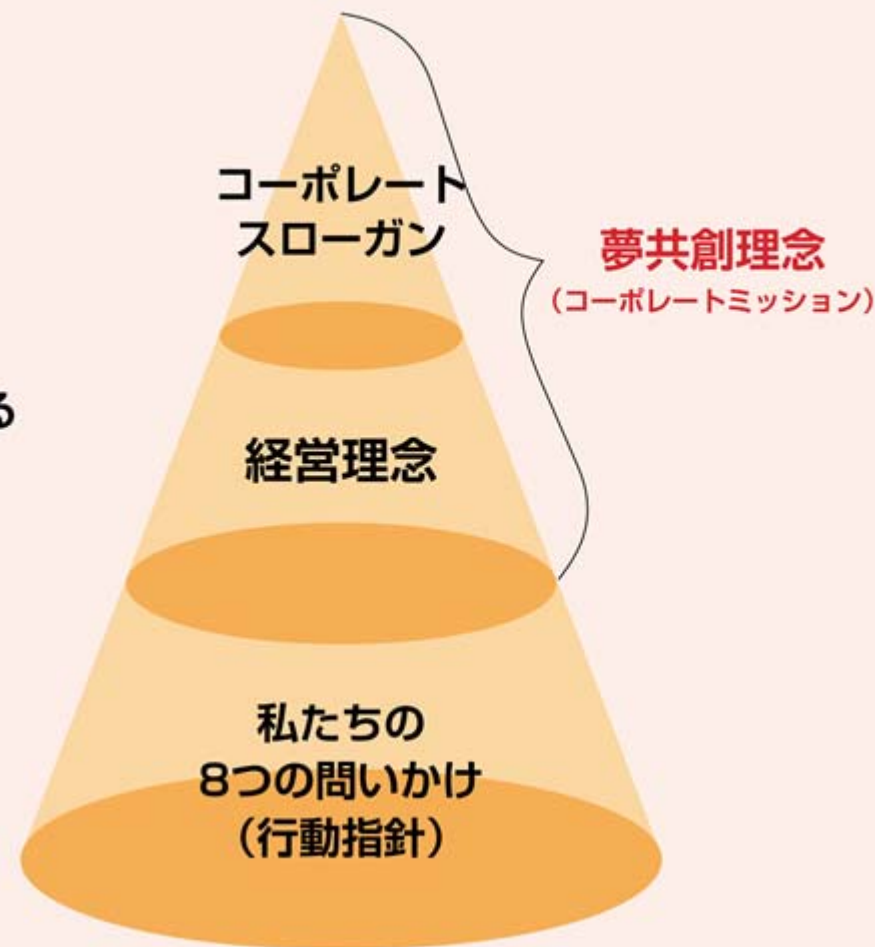 コーポレート
スローガン
夢共創理念
（コーポレートミッション）
る
経営理念
私たちの
8つの問いかけ
（行動指針）